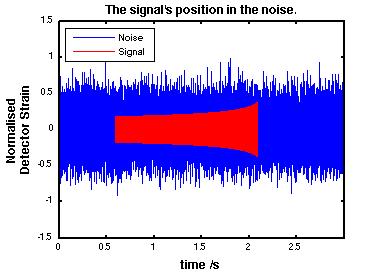 The signal's position in the noise.
1.5
Noise
Signal
1
0.5
0
-0.5
-1
-1.5
Normalised
Detector Strain
0 0.5 1 1.5 2 2.5
time /s